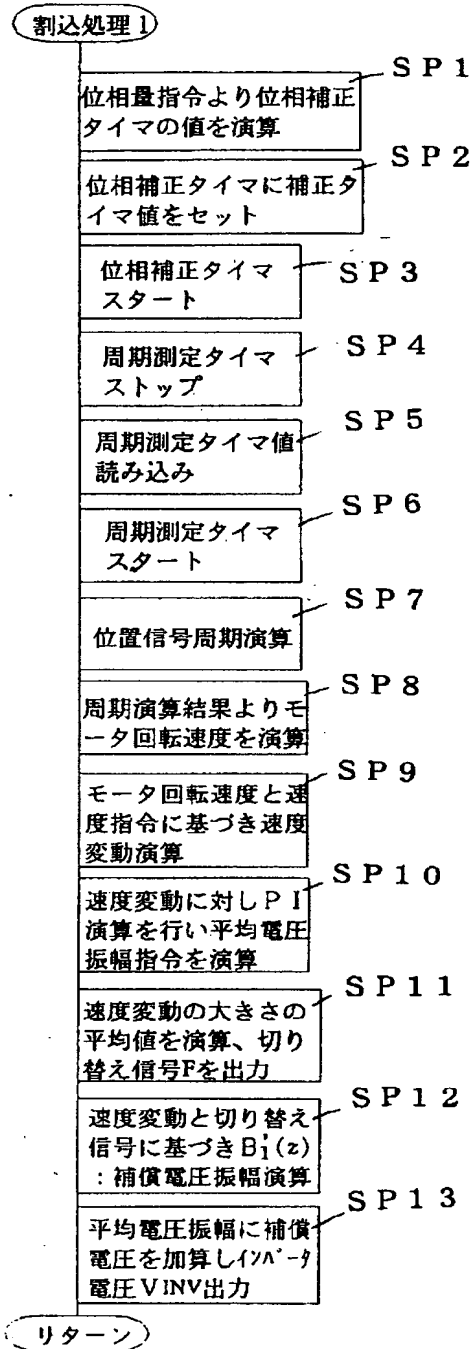 割込処理1
SP1
位相量指令より位相補正
タイマの値を演算
SP2
位相補正タイマに補正タ
イマ値をセット
SP3
位相補正タイマ
スタート
SP4
周期測定タイマ
ストップ
SP5
周期測定タイマ値
読み込み
SP6
周期測定タイマ
スタート
SP7
位置信号周期演算
SP8
周期演算結果よりモ
ータ回転速度を演算
SP9
モータ回転速度と速
度指令に基づき速度
変動演算
SP10
速度変動に対しPI
演算を行い平均電圧
振幅指令を演算
SP11
速度変動の大きさの
平均値を演算、切り
替え信号Fを出力
SP12
速度変動と切り替え
信号に基づきB'i(z)
:補償電圧振幅演算
SP13
平均電圧振幅に補償
電圧を加算しインバータ
電圧VINV出力
リターン